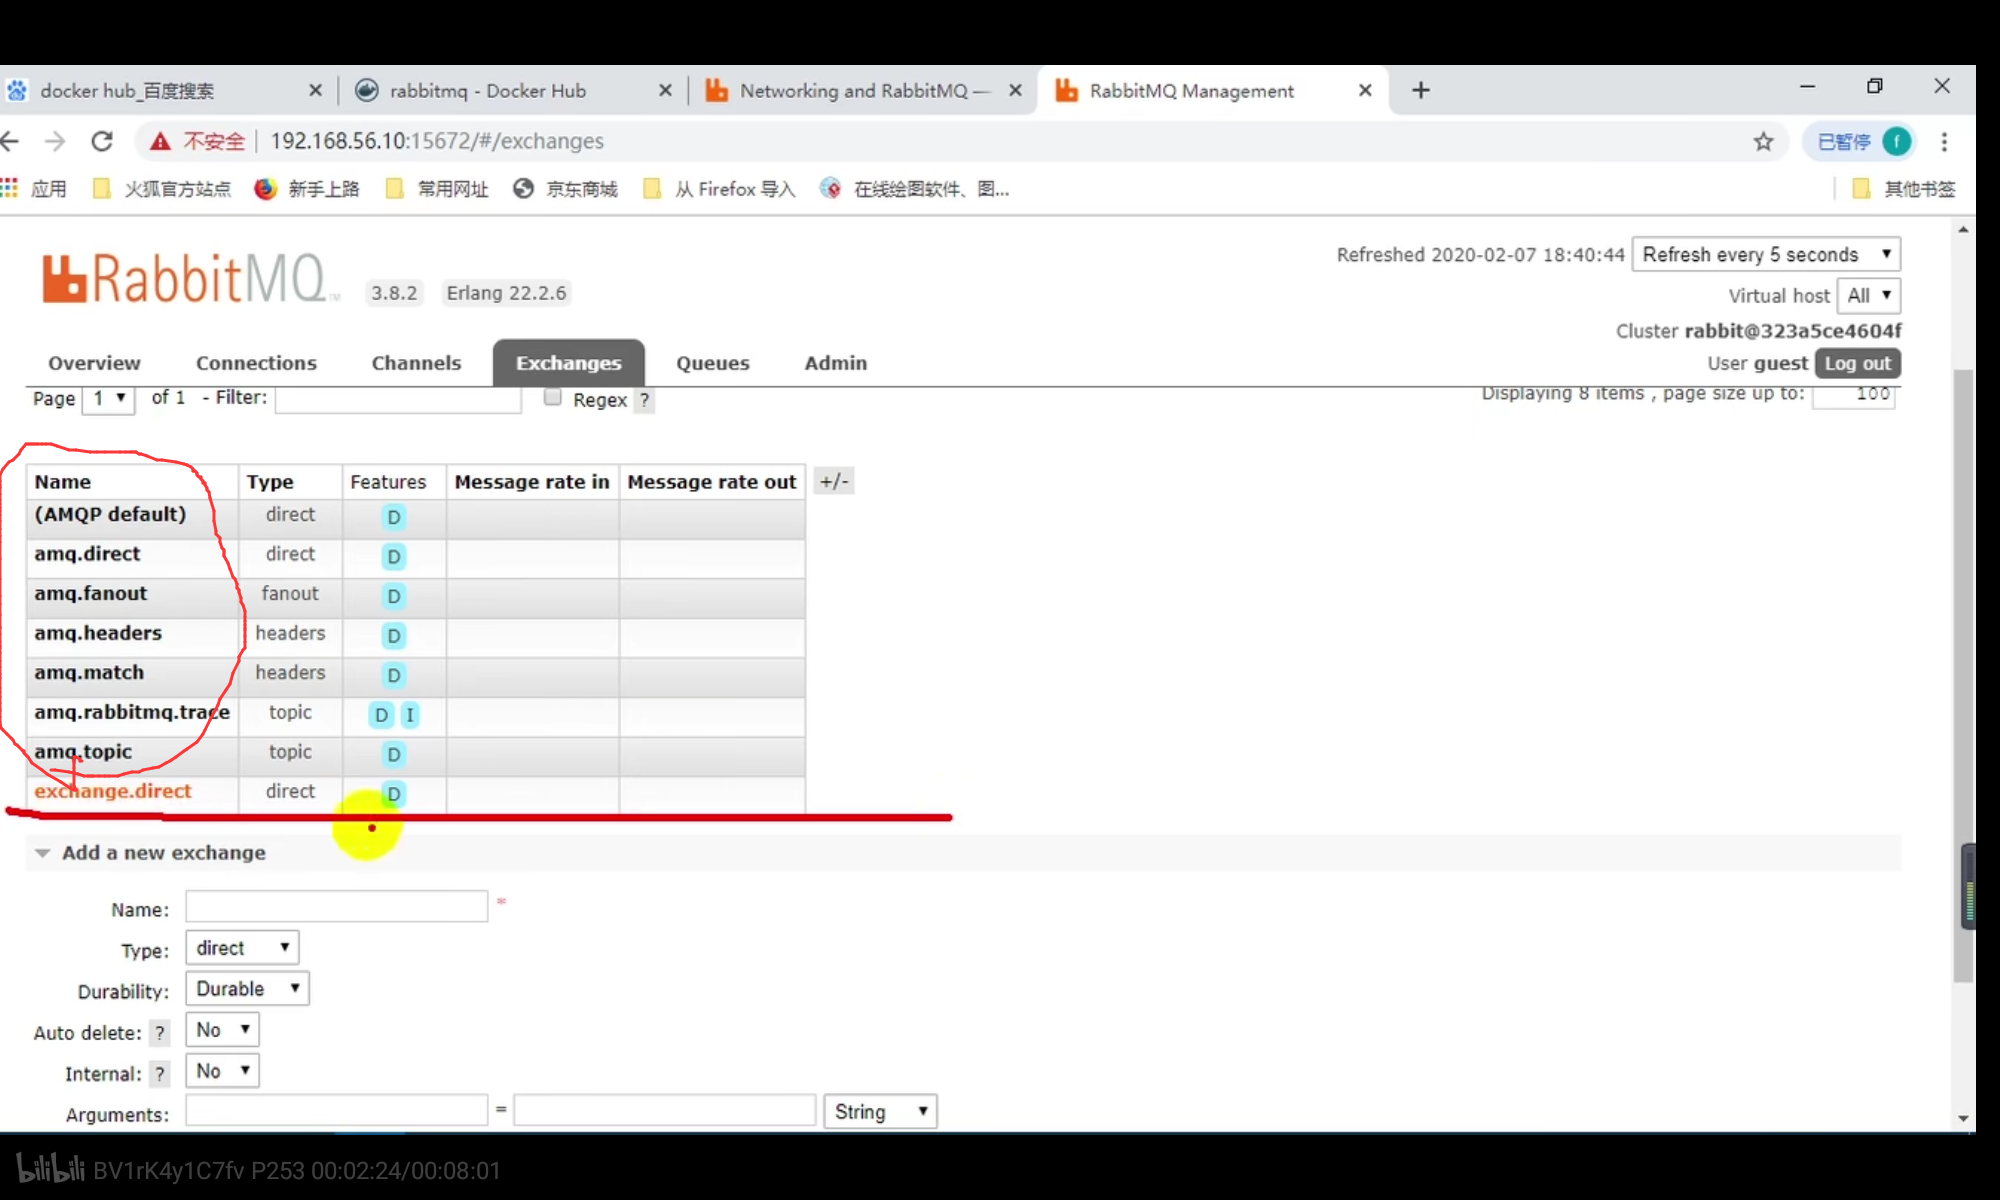 docker hub_百度搜索 rabbitmq - Docker Hub Networking and RabbitMQ — RabbitMQ Management
不安全 192.168.56.10:15672/#/exchanges 已暂停 f
应用 火狐官方站点 新手上路 常用网址 京东商城 从 Firefox 导入 在线绘图软件、图... 其他书签
RabbitMQ TM 3.8.2 Erlang 22.2.6
Refreshed 2020-02-07 18:40:44 Refresh every 5 seconds
Virtual host All
Cluster rabbit@323a5ce4604f
User guest Log out
Overview Connections Channels Exchanges Queues Admin
Page 1 of 1 - Filter: Regex ? Displaying 8 items , page size up to: 100
Name Type Features Message rate in Message rate out +/-
(AMQP default) direct D
amq.direct direct D
amq.fanout fanout D
amq.headers headers D
amq.match headers D
amq.rabbitmq.trace topic D I
amq.topic topic D
exchange.direct direct D
Add a new exchange
Name: *
Type: direct
Durability: Durable
Auto delete: ? No
Internal: ? No
Arguments: = String
bilibili BV1rK4y1C7fv P253 00:02:24/00:08:01